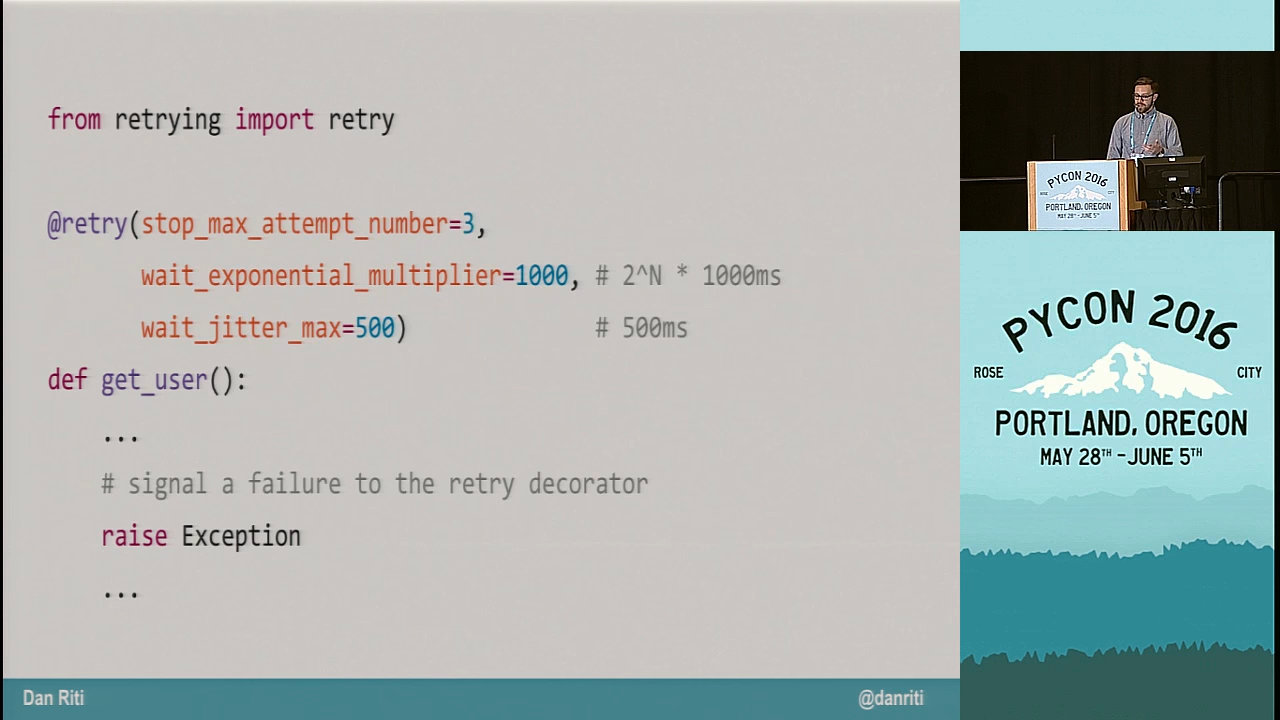 from retrying import retry
@retry(stop_max_attempt_number=3,
wait_exponential_multiplier=1000, # 2^N * 1000ms
wait_jitter_max=500) # 500ms
def get_user():
...
# signal a failure to the retry decorator
raise Exception
...
Dan Riti
@danriti
PYCON 2016
ROSE CITY
PORTLAND, OREGON
MAY 28TH - JUNE 5TH
PYCON 2016
ROSE CITY
PORTLAND, OREGON
MAY 28TH - JUNE 5TH